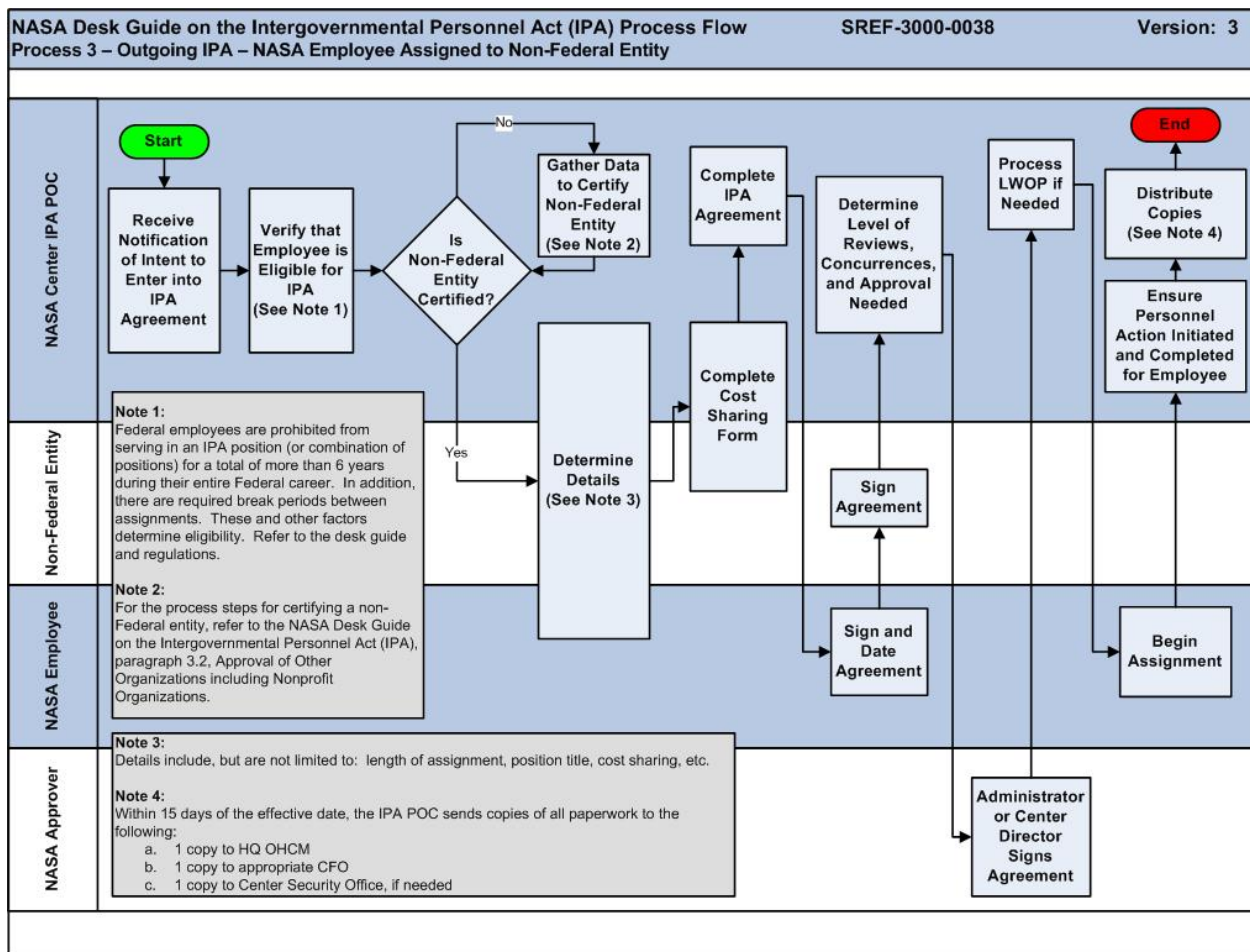 NASA Desk Guide on the Intergovernmental Personnel Act (IPA) Process Flow SREF-3000-0038 Version: 3
Process 3 – Outgoing IPA – NASA Employee Assigned to Non-Federal Entity
NASA Center IPA POC
Start
Receive
Notification
of Intent to
Enter into
IPA
Agreement
Verify that
Employee is
Eligible for
IPA
(See Note 1)
Is
Non-Federal
Entity
Certified?
No
Gather Data
to Certify
Non-Federal
Entity
(See Note 2)
Yes
Determine
Details
(See Note 3)
Complete
Cost
Sharing
Form
Complete
IPA
Agreement
Sign and
Date
Agreement
Sign
Agreement
Determine
Level of
Reviews,
Concurrences,
and Approval
Needed
Administrator
or Center
Director
Signs
Agreement
Process
LWOP if
Needed
Begin
Assignment
Ensure
Personnel
Action Initiated
and Completed
for Employee
Distribute
Copies
(See Note 4)
End
Non-Federal Entity
NASA Employee
NASA Approver
Note 1:
Federal employees are prohibited from
serving in an IPA position (or combination of
positions) for a total of more than 6 years
during their entire Federal career. In addition,
there are required break periods between
assignments. These and other factors
determine eligibility. Refer to the desk guide
and regulations.
Note 2:
For the process steps for certifying a non-
Federal entity, refer to the NASA Desk Guide
on the Intergovernmental Personnel Act (IPA),
paragraph 3.2, Approval of Other
Organizations including Nonprofit
Organizations.
Note 3:
Details include, but are not limited to: length of assignment, position title, cost sharing, etc.
Note 4:
Within 15 days of the effective date, the IPA POC sends copies of all paperwork to the
following:
a. 1 copy to HQ OHCM
b. 1 copy to appropriate CFO
c. 1 copy to Center Security Office, if needed